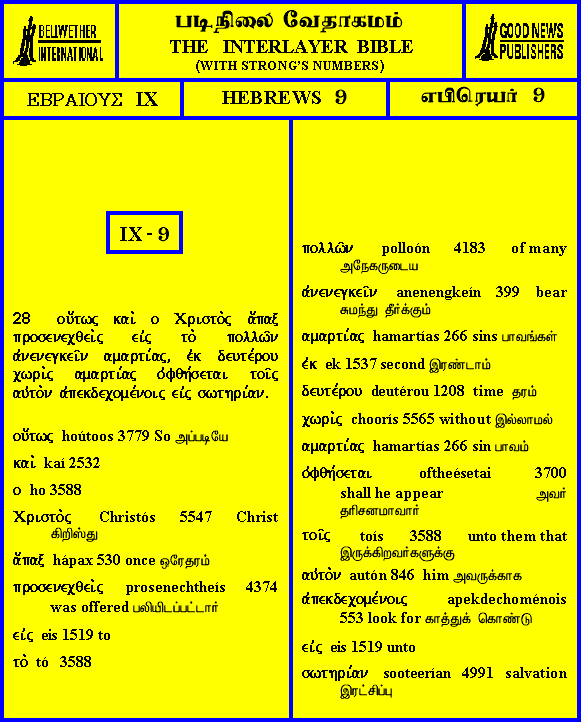 BELLWETHER
INTERNATIONAL
படிநிலை வேதாகமம்
THE INTERLAYER BIBLE
(WITH STRONG'S NUMBERS)
GOOD NEWS
PUBLISHERS
ΕΒΡΑΙΟΥΣ IX
HEBREWS 9
எபிரெயர் 9
IX - 9
28 οὕτως καὶ ο Χριστὸς ἅπαξ
προσενεχθεὶς εἰς τὸ πολλῶν
ἀνενεγκεῖν αμαρτίας, ἐκ δευτέρου
χωρὶς αμαρτίας ὀφθήσεται τοῖς
αὐτὸν ἀπεκδεχομένοις εἰς σωτηρίαν.
οὕτως hoútoos 3779 So அப்படியே
καὶ kaí 2532
ο ho 3588
Χριστὸς Christós 5547 Christ
கிறிஸ்து
ἅπαξ hápax 530 once ஒரேதரம்
προσενεχθεὶς prosenechtheís 4374
was offered பலியிடப்பட்டார்
εἰς eis 1519 to
τὸ tó 3588
πολλῶν polloón 4183 of many
அநேகருடைய
ἀνενεγκεῖν anenengkeín 399 bear
சுமந்து தீர்க்கும்
αμαρτίας hamartías 266 sins பாவங்கள்
ἐκ ek 1537 second இரண்டாம்
δευτέρου deutérou 1208 time தரம்
χωρὶς choorís 5565 without இல்லாமல்
αμαρτίας hamartías 266 sin பாவம்
ὀφθήσεται oftheésetai 3700
shall he appear அவர்
தரிசனமாவார்
τοῖς toís 3588 unto them that
இருக்கிறவர்களுக்கு
αὐτὸν autón 846 him அவருக்காக
ἀπεκδεχομένοις apekdechoménois
553 look for காத்துக் கொண்டு
εἰς eis 1519 unto
σωτηρίαν sooteerían 4991 salvation
இரட்சிப்பு